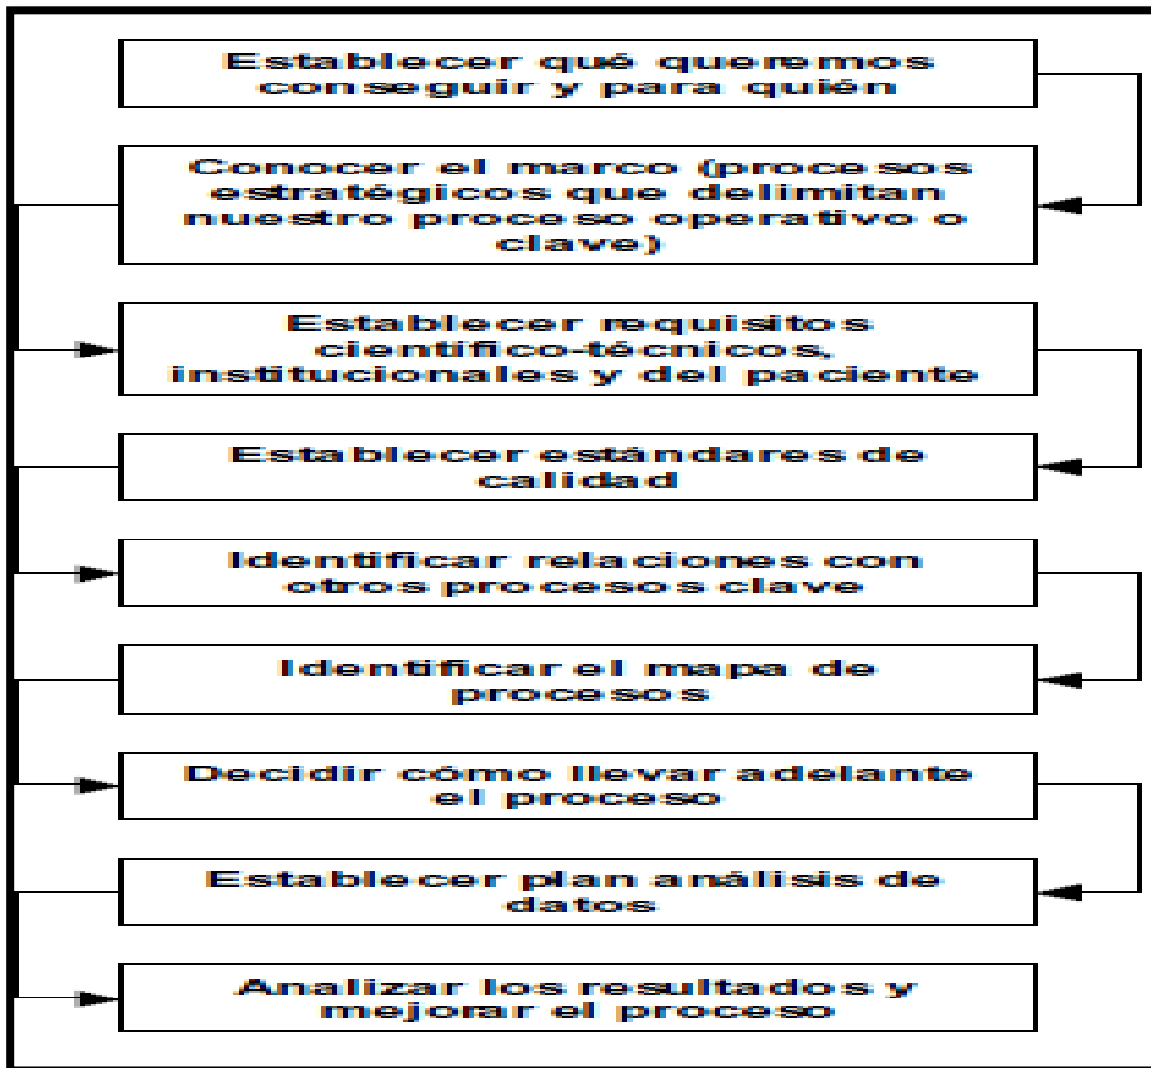 Establecer qué queremos
conseguir y para quién
Conocer el marco (procesos
estratégicos que delimitan
nuestro proceso operativo o
clave)
Establecer requisitos
científico-técnicos,
institucionales y del paciente
Establecer estándares de
calidad
Identificar relaciones con
otros procesos clave
Identificar el mapa de
procesos
Decidir cómo llevar adelante
el proceso
Establecer plan análisis de
datos
Analizar los resultados y
mejorar el proceso